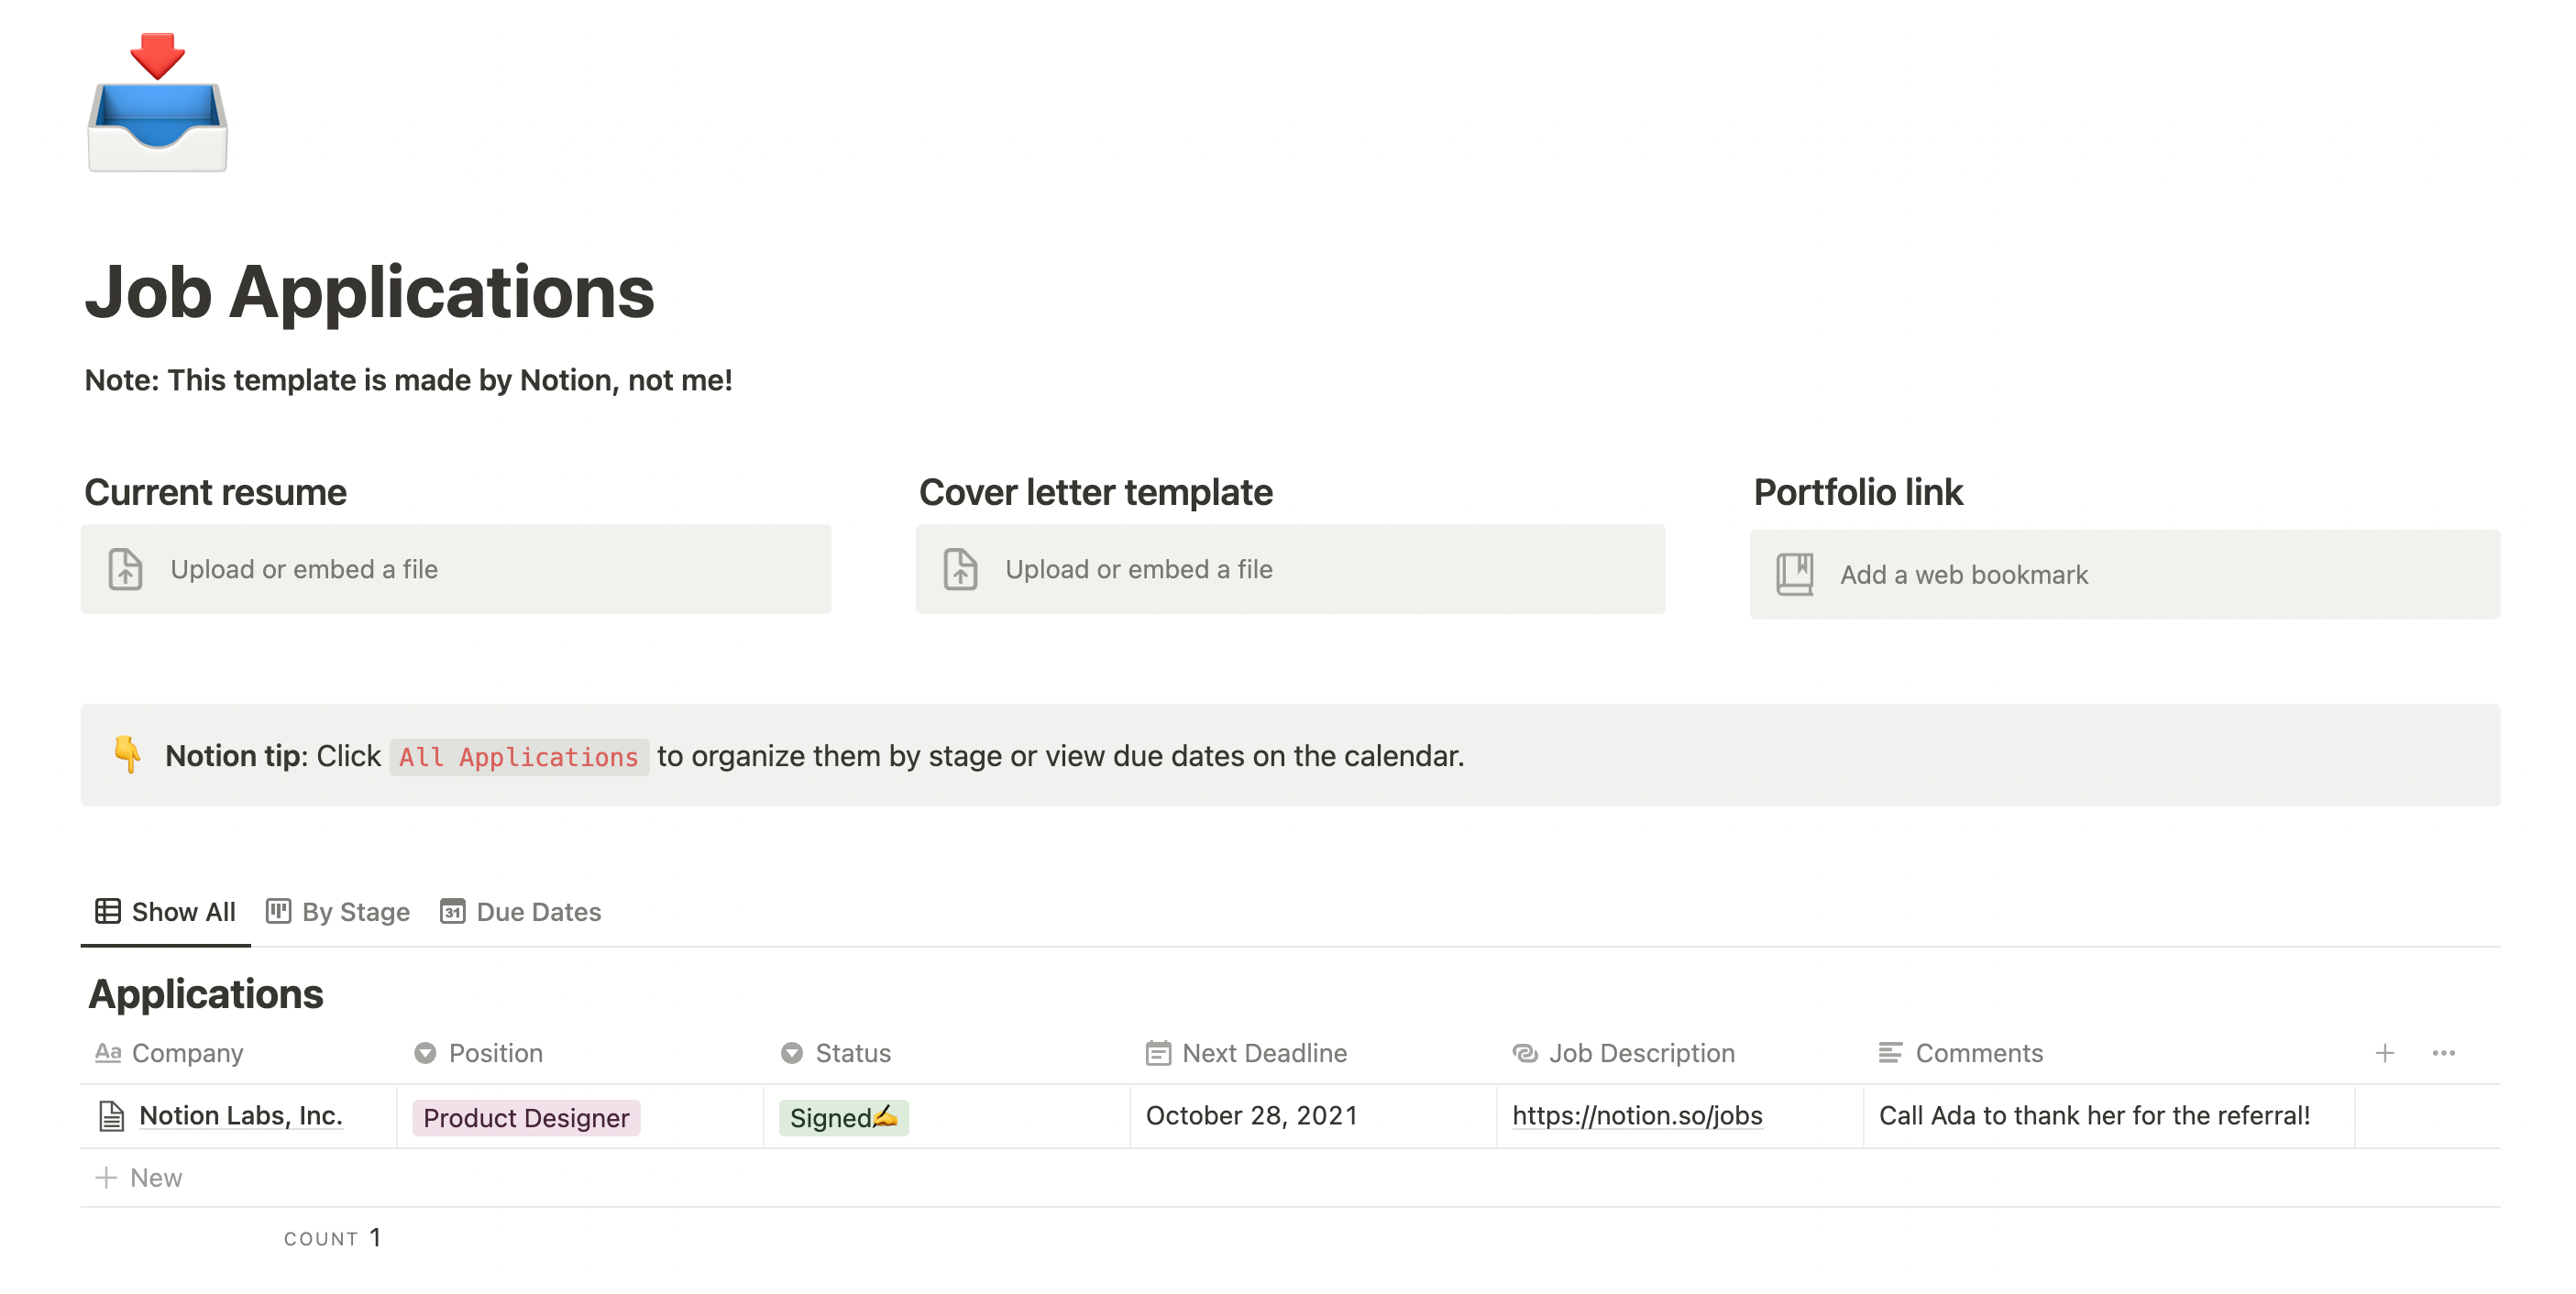 Job Applications
Note: This template is made by Notion, not me!
Current resume
Upload or embed a file
Cover letter template
Upload or embed a file
Portfolio link
Add a web bookmark
👇 Notion tip: Click All Applications to organize them by stage or view due dates on the calendar.
Show All By Stage 31 Due Dates
Applications
Aa Company Position Status Next Deadline Job Description Comments
Notion Labs, Inc. Product Designer Signed✍️ October 28, 2021 https://notion.so/jobs Call Ada to thank her for the referral!
+ New
COUNT 1